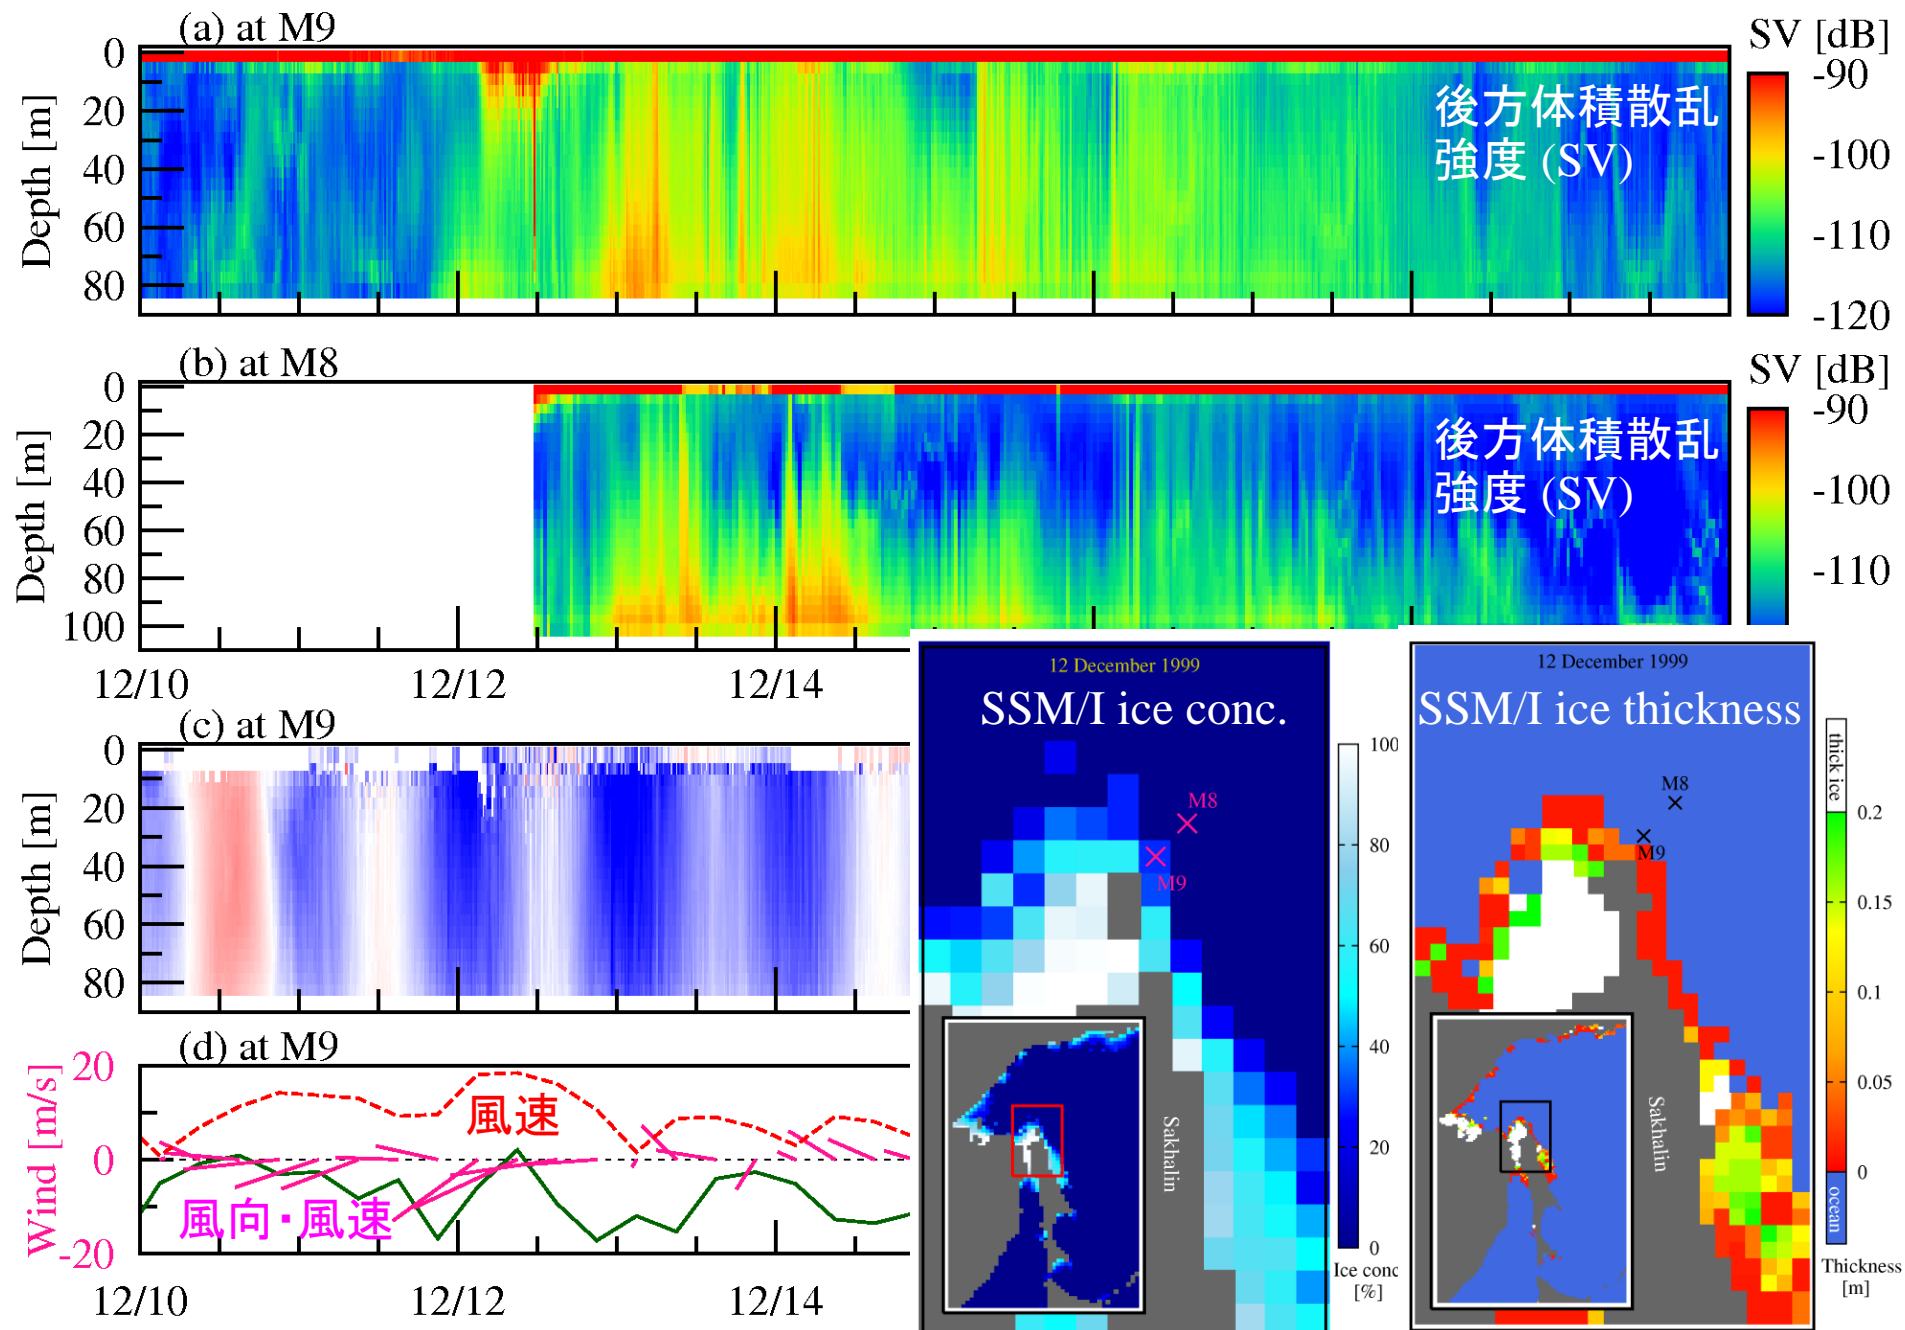 (a) at M9
SV [dB]
0
20
40
60
80
Depth [m]
後方体積散乱
強度 (SV)
-90
-100
-110
-120
(b) at M8
SV [dB]
0
20
40
60
80
100
Depth [m]
後方体積散乱
強度 (SV)
-90
-100
-110
12/10
12/12
12/14
(c) at M9
0
20
40
60
80
Depth [m]
(d) at M9
20
0
-20
Wind [m/s]
風速
風向・風速
12/10
12/12
12/14
12 December 1999
SSM/I ice conc.
M8
M9
Sakhalin
100
80
60
40
20
0
Ice conc
[%]
12 December 1999
SSM/I ice thickness
M8
M9
Sakhalin
thick ice
0.2
0.15
0.1
0.05
0
ocean
Thickness
[m]